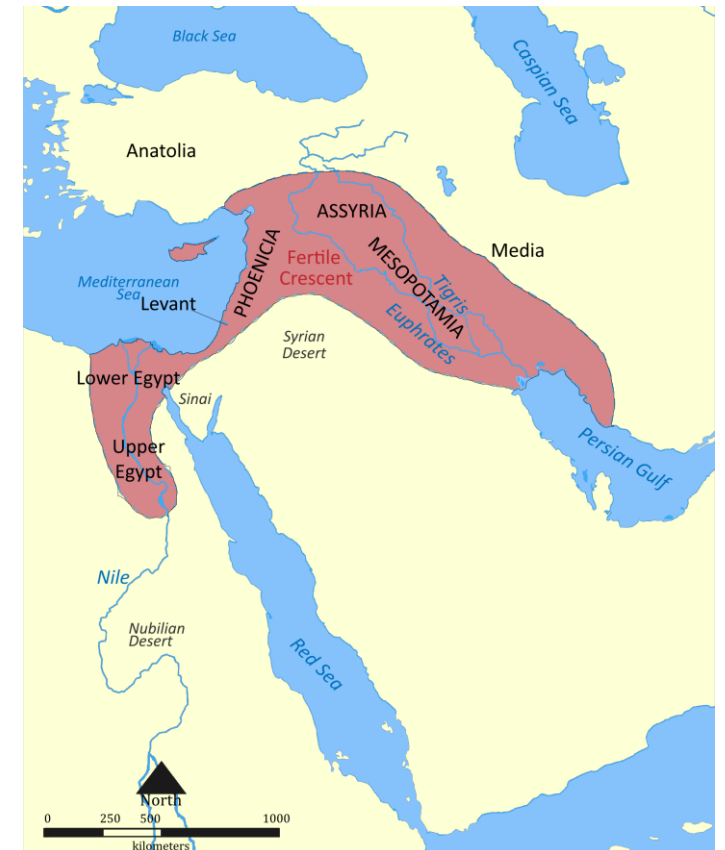 Black Sea
Caspian Sea
Anatolia
ASSYRIA
PHOENICIA
Fertile
Crescent
MESOPOTAMIA
Media
Tigris
Mediterranean
Sea
Levant
Euphrates
Syrian
Desert
Lower Egypt
Sinai
Upper
Egypt
Persian Gulf
Nile
Nubilian
Desert
Red Sea
North
0 250 500 1000
kilometers